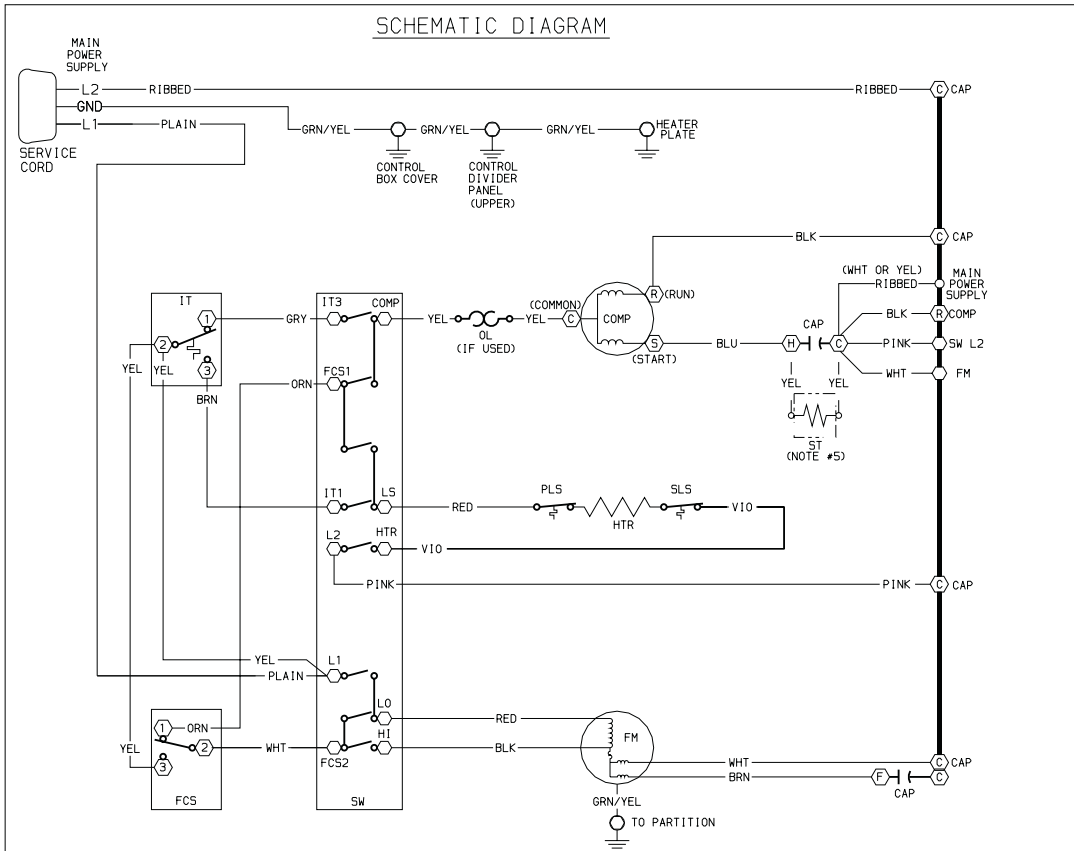 SCHEMATIC DIAGRAM
MAIN
POWER
SUPPLY
L2
RIBBED
RIBBED
C
CAP
GND
L1
PLAIN
SERVICE
CORD
GRN/YEL
GRN/YEL
GRN/YEL
HEATER
PLATE
CONTROL
BOX COVER
CONTROL
DIVIDER
PANEL
(UPPER)
BLK
C
CAP
(WHT OR YEL)
RIBBED
MAIN
POWER
SUPPLY
IT
1
2
3
GRY
YEL
YEL
BRN
IT3
COMP
YEL
OL
(IF USED)
YEL
(COMMON)
C
COMP
R
(RUN)
S
(START)
BLU
H
CAP
C
BLK
R
COMP
PINK
SW L2
WHT
FM
YEL
YEL
ST
(NOTE #5)
ORN
FCS1
IT1
LS
RED
PLS
HTR
SLS
VIO
L2
HTR
VIO
PINK
PINK
C
CAP
YEL
L1
PLAIN
LO
RED
HI
BLK
FCS2
SW
FM
WHT
C
CAP
BRN
F
CAP
C
GRN/YEL
TO PARTITION
1
ORN
2
WHT
YEL
3
FCS